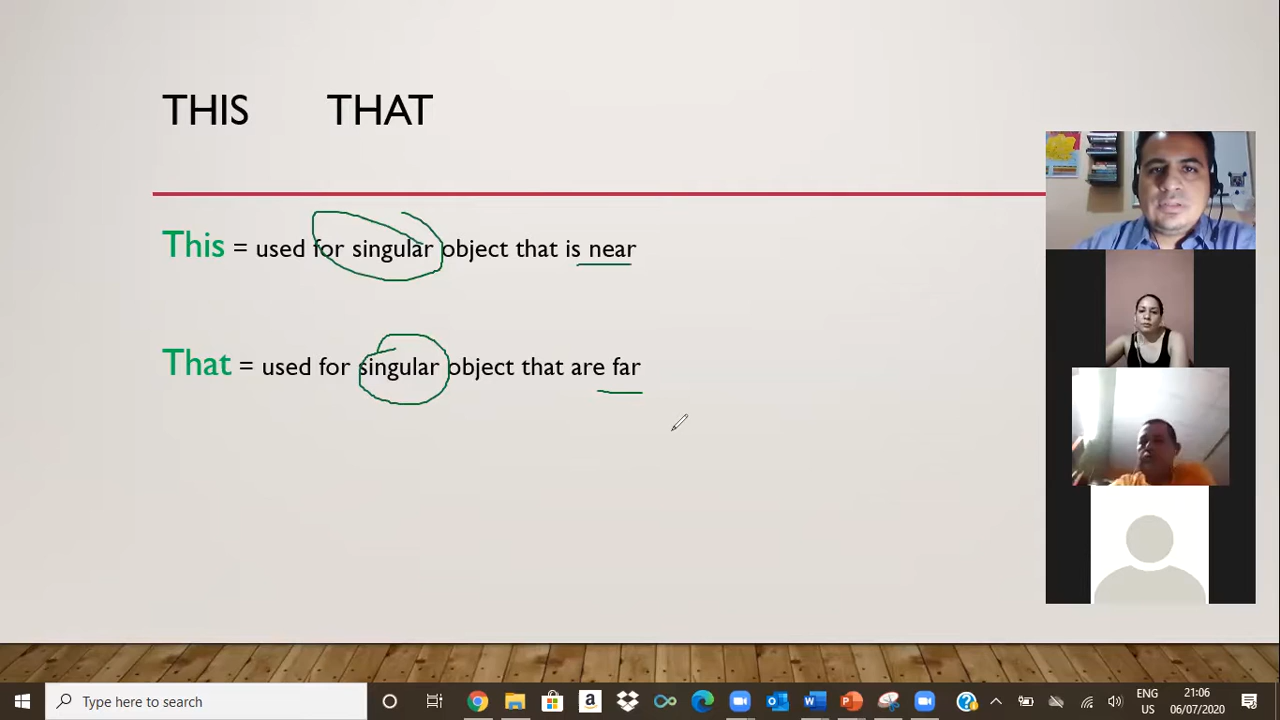 THIS THAT
This = used for singular object that is near
That = used for singular object that are far
Type here to search
ENG
US
21:06
06/07/2020